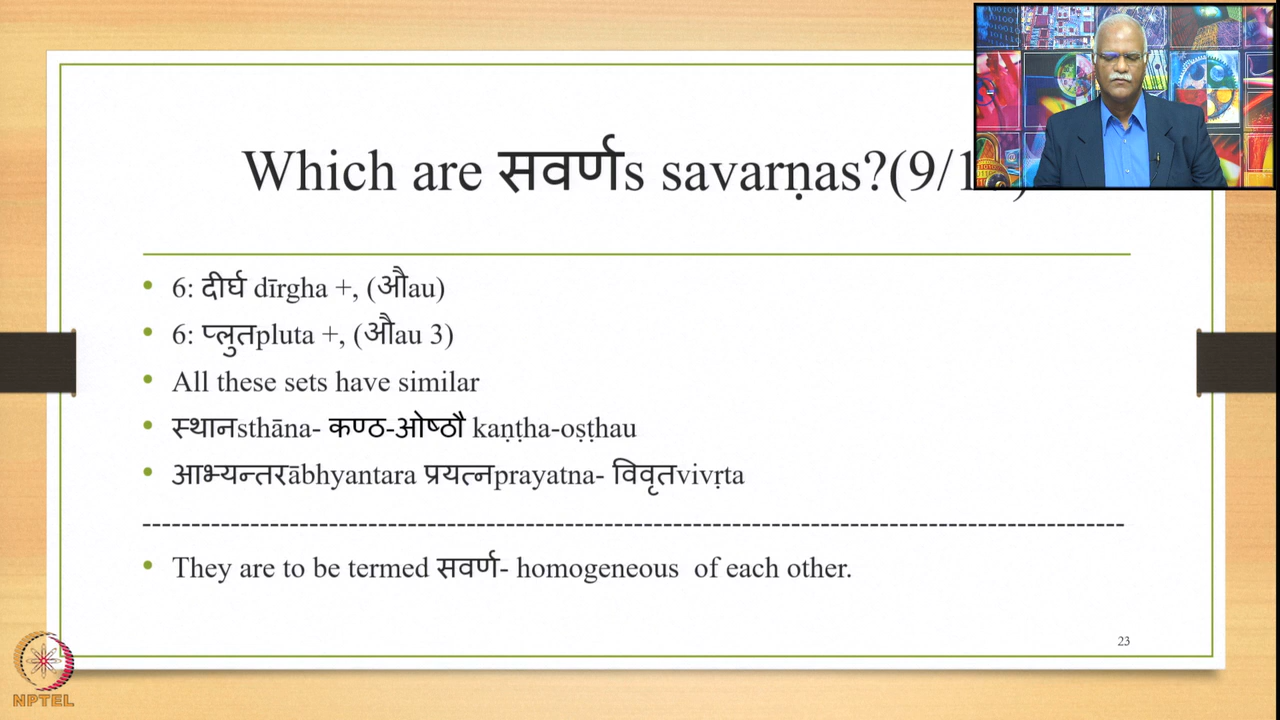 Which are सवर्णs savarṇas?(9/1
6: दीर्घ dīrgha +, (औau)
6: प्लुतpluta +, (औau 3)
All these sets have similar
स्थानsthāna- कण्ठ-ओष्ठौ kaṇṭha-oṣṭhau
आभ्यन्तरābhyantara प्रयत्नprayatna- विवृतvivṛta
They are to be termed सवर्ण- homogeneous of each other.
23
NPTEL